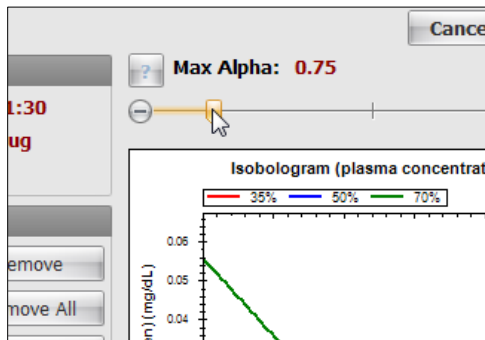 Cance
? Max Alpha: 0.75
1:30
ug
Isobologram (plasma concentrat
35% 50% 70%
emove
move All
0.06
0.05
0.04
en) (mg/dL)